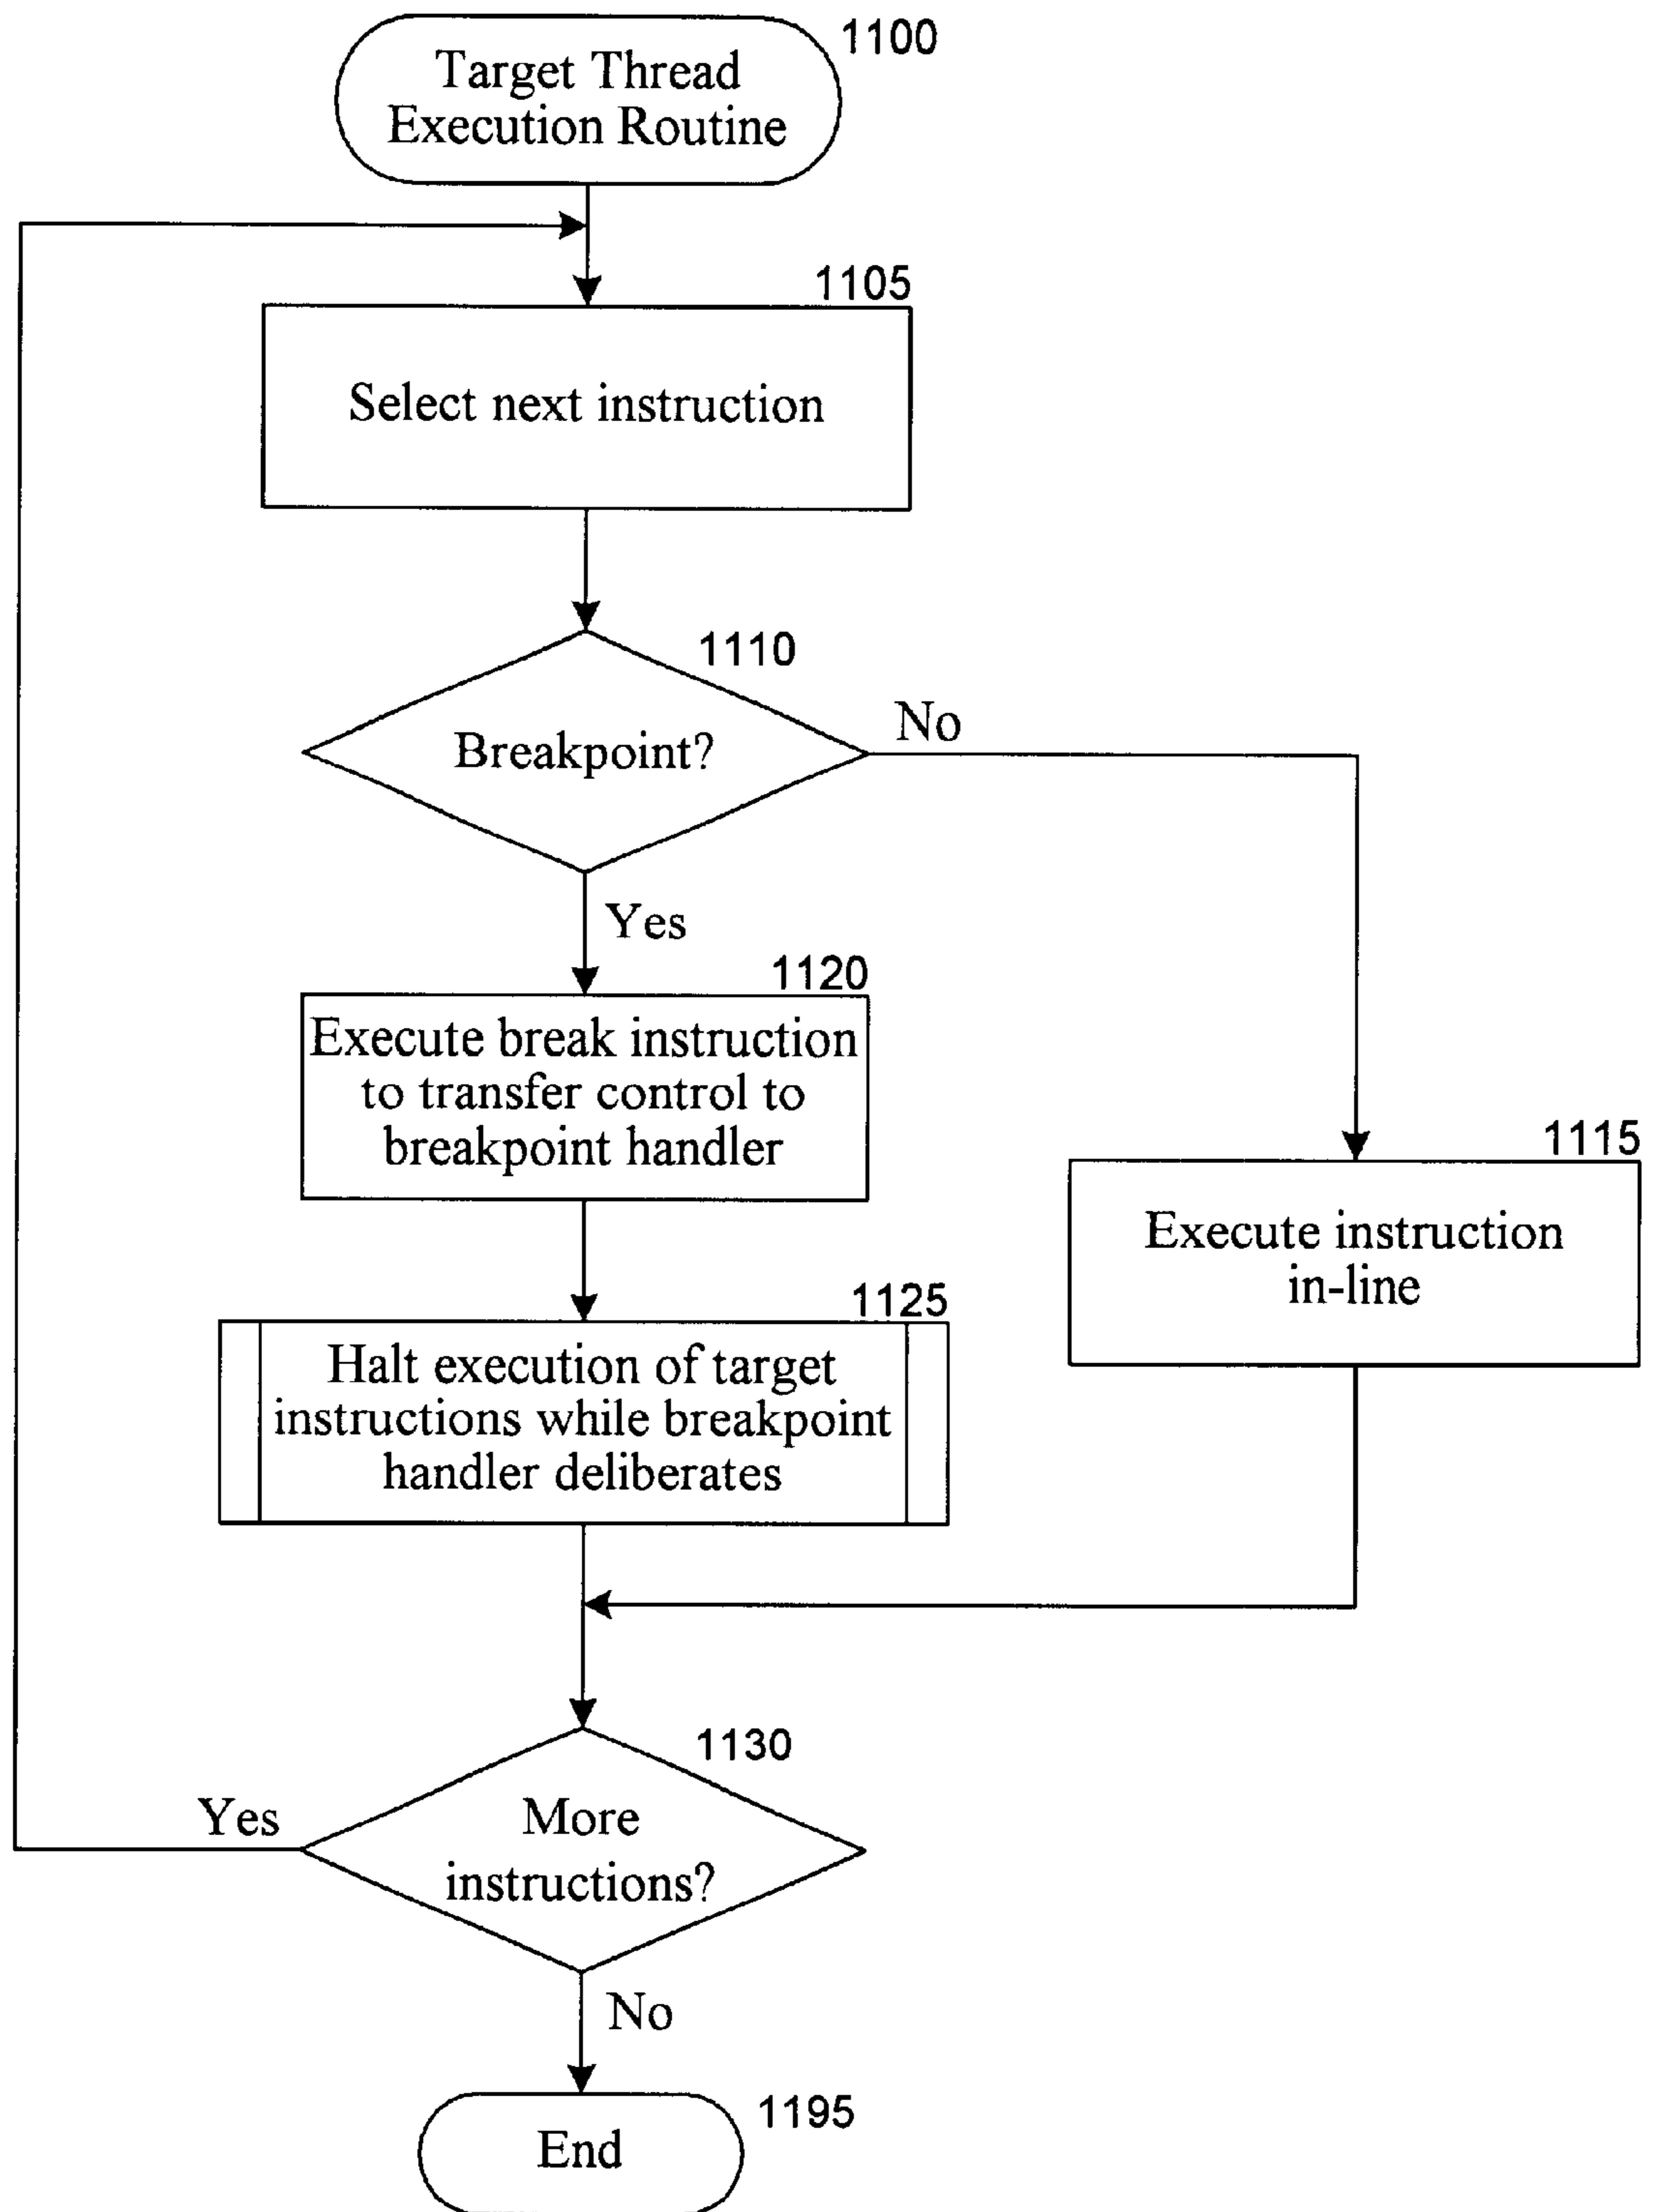 1100
Target Thread
Execution Routine
1105
Select next instruction
1110
Breakpoint?
No
Yes
1120
Execute break instruction
to transfer control to
breakpoint handler
1115
Execute instruction
in-line
1125
Halt execution of target
instructions while breakpoint
handler deliberates
1130
More
instructions?
Yes
No
1195
End